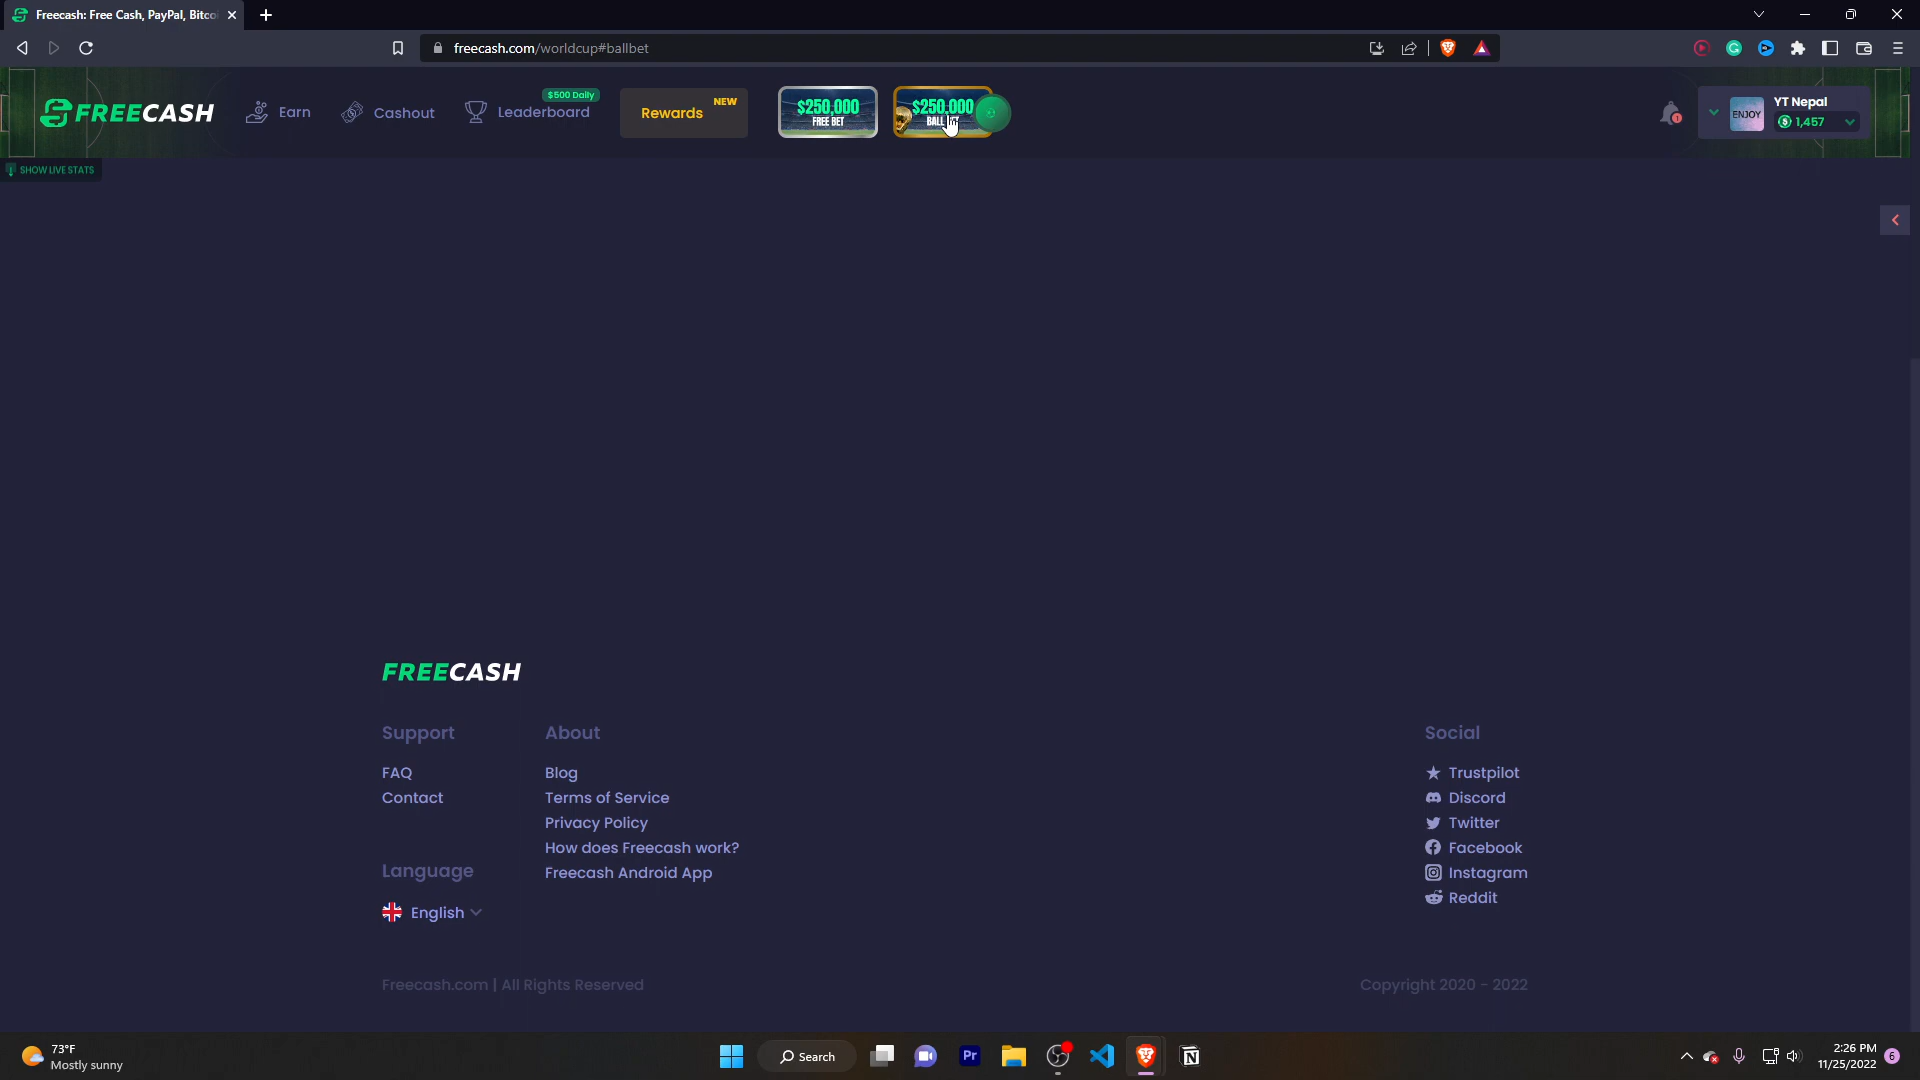 Freecash: Free Cash, PayPal, Bitco
freecash.com/worldcup#ballbet
FREECASH
Earn
Cashout
$500 Daily
Leaderboard
Rewards
NEW
$250,000
FREE BET
$250,000
BALL
ENJOY
YT Nepal
1,457
1
SHOW LIVE STATS
FREECASH
Support
About
Social
FAQ
Blog
Trustpilot
Contact
Terms of Service
Discord
Privacy Policy
Twitter
How does Freecash work?
Facebook
Language
Freecash Android App
Instagram
Reddit
English
Freecash.com | All Rights Reserved
Copyright 2020 - 2022
73°F
Mostly sunny
Search
Pr
2:26 PM
11/25/2022
6